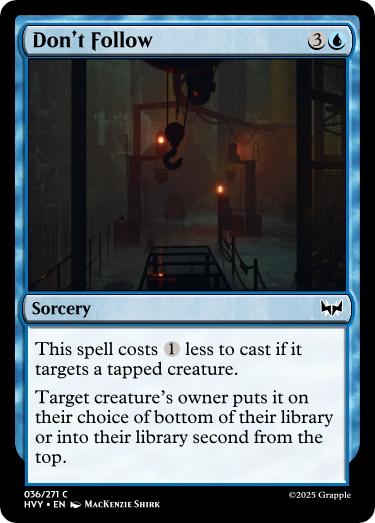 Don't Follow
3
Sorcery
This spell costs 1 less to cast if it
targets a tapped creature.
Target creature's owner puts it on
their choice of bottom of their library
or into their library second from the
top.
036/271 C
HVY • EN MacKenzie Shirk
©2025 Grapple